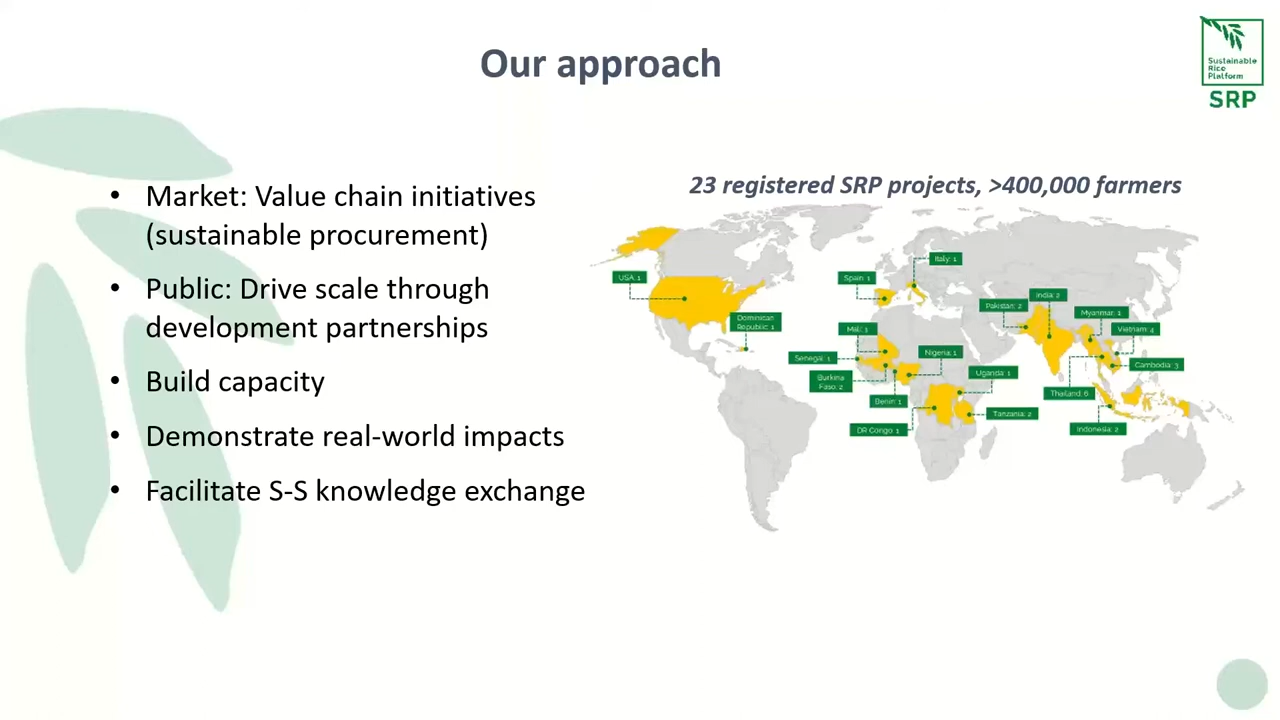 Our approach
Sustainable
Rice
Platform
SRP
• Market: Value chain initiatives
(sustainable procurement)
• Public: Drive scale through
development partnerships
• Build capacity
• Demonstrate real-world impacts
• Facilitate S-S knowledge exchange
23 registered SRP projects, >400,000 farmers
USA: 1
Dominican
Republic: 1
Spain: 1
Italy: 1
Mali: 1
Senegal: 1
Burkina
Faso: 2
Benin: 1
Nigeria: 1
Uganda: 1
DR Congo: 1
Tanzania: 2
Pakistan: 2
India: 2
Myanmar: 1
Vietnam: 4
Cambodia: 3
Thailand: 6
Indonesia: 2